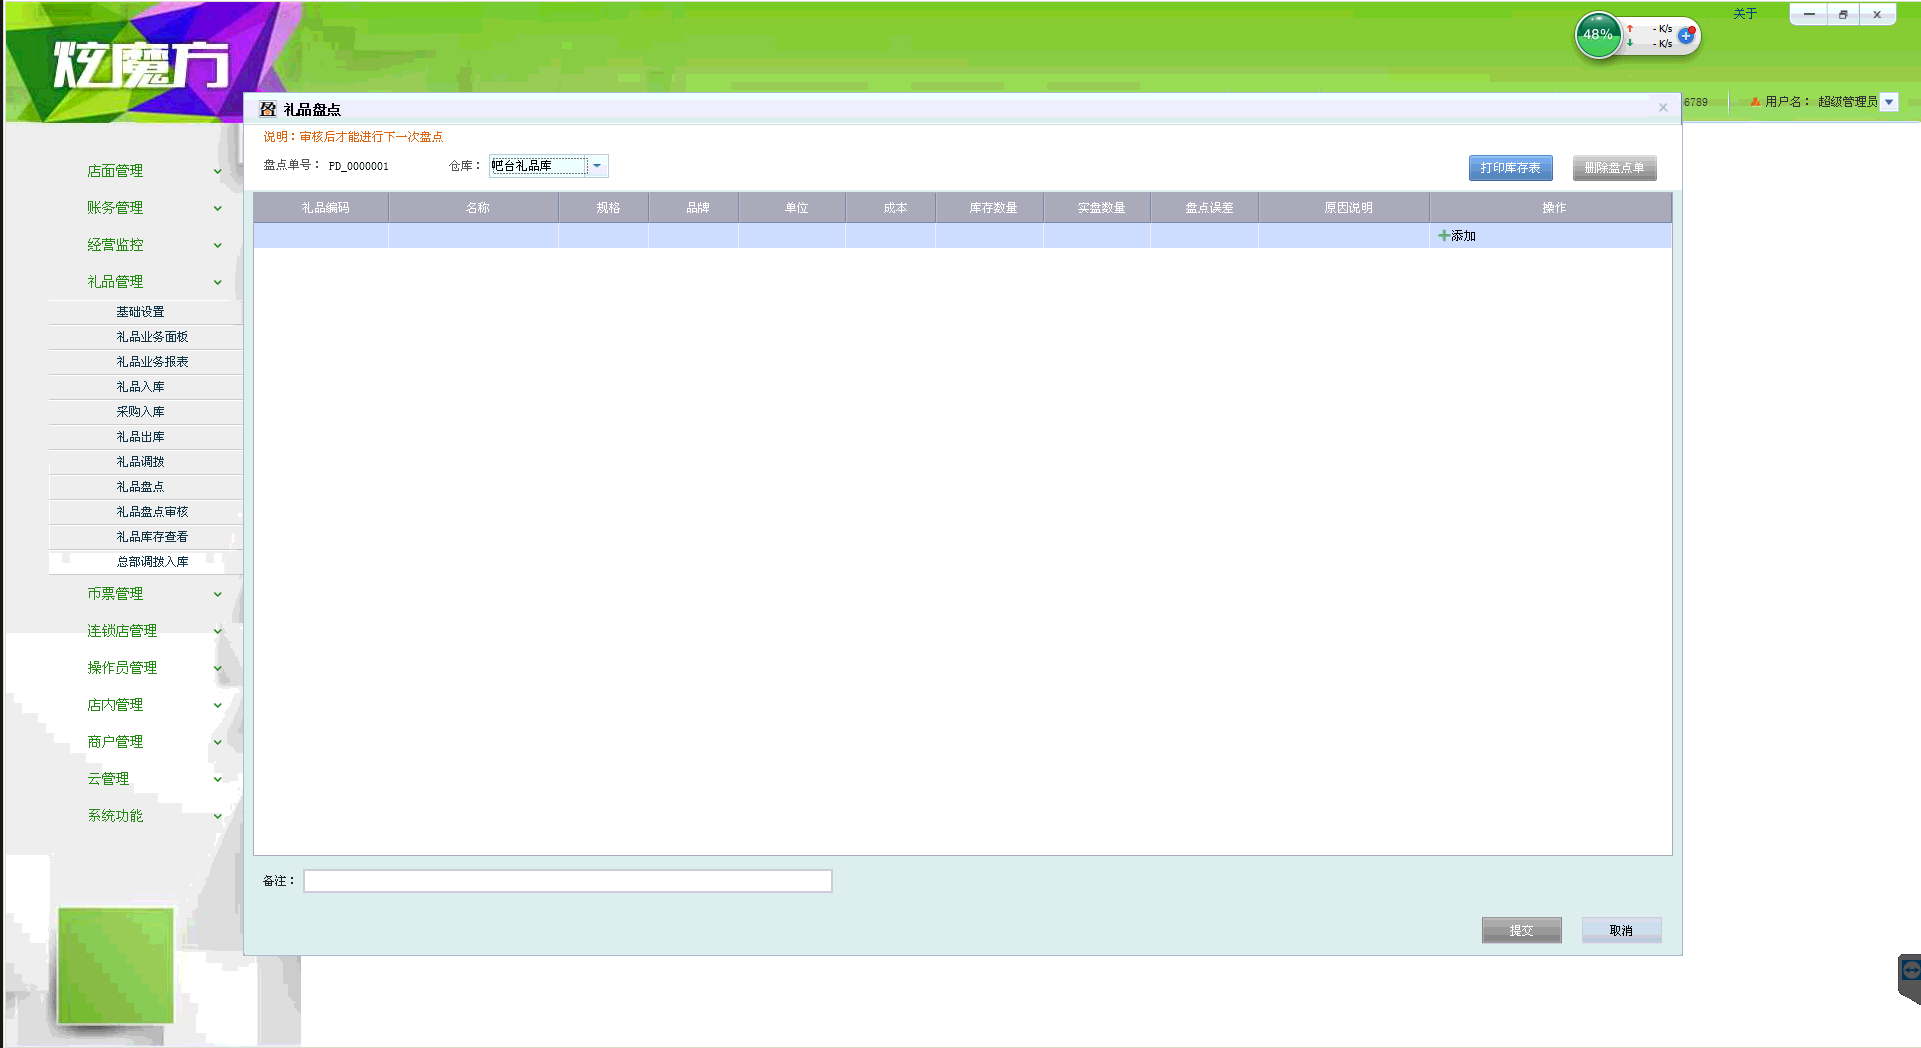 炫魔方
48%
- K/s
- K/s
关于
6789
用户名： 超级管理员
礼品盘点
说明：审核后才能进行下一次盘点
盘点单号： PD_0000001
仓库： 吧台礼品库
打印库存表
删除盘点单
礼品编码 名称 规格 品牌 单位 成本 库存数量 实盘数量 盘点误差 原因说明 操作
添加
店面管理
账务管理
经营监控
礼品管理
基础设置
礼品业务面板
礼品业务报表
礼品入库
采购入库
礼品出库
礼品调拨
礼品盘点
礼品盘点审核
礼品库存查看
总部调拨入库
币票管理
连锁店管理
操作员管理
店内管理
商户管理
云管理
系统功能
备注：
提交
取消